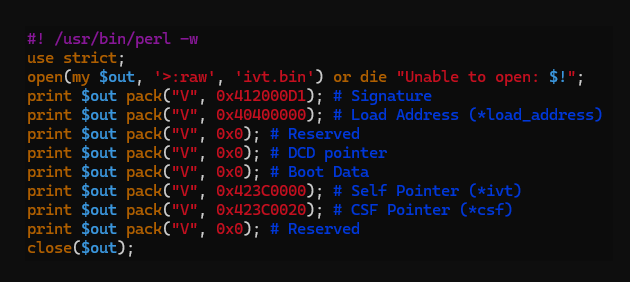 #! /usr/bin/perl -w
use strict;
open(my $out, '>:raw', 'ivt.bin') or die "Unable to open: $!";
print $out pack("V", 0x412000D1); # Signature
print $out pack("V", 0x40400000); # Load Address (*load_address)
print $out pack("V", 0x0); # Reserved
print $out pack("V", 0x0); # DCD pointer
print $out pack("V", 0x0); # Boot Data
print $out pack("V", 0x423C0000); # Self Pointer (*ivt)
print $out pack("V", 0x423C0020); # CSF Pointer (*csf)
print $out pack("V", 0x0); # Reserved
close($out);